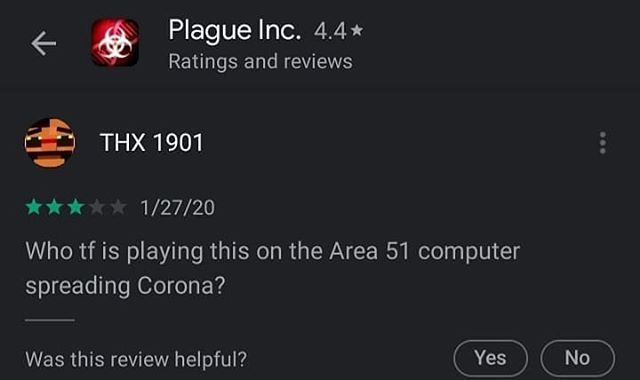 Plague Inc. 4.4★
Ratings and reviews
THX 1901
1/27/20
Who tf is playing this on the Area 51 computer
spreading Corona?
Was this review helpful? Yes No